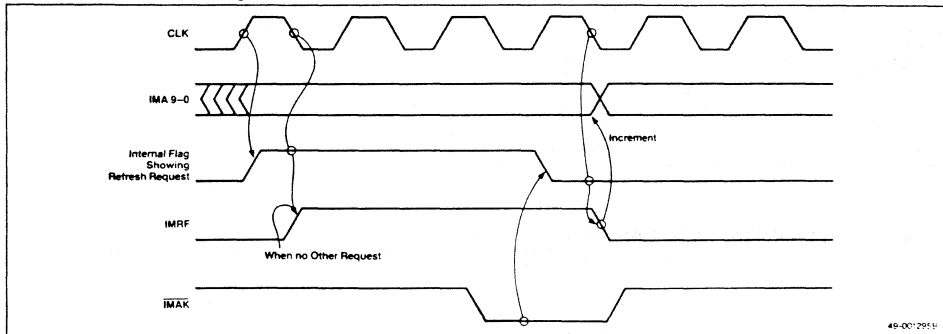 CLK
IMA 9–0
Increment
Internal Flag
Showing
Refresh Request
IMRF
When no Other Request
IMAK